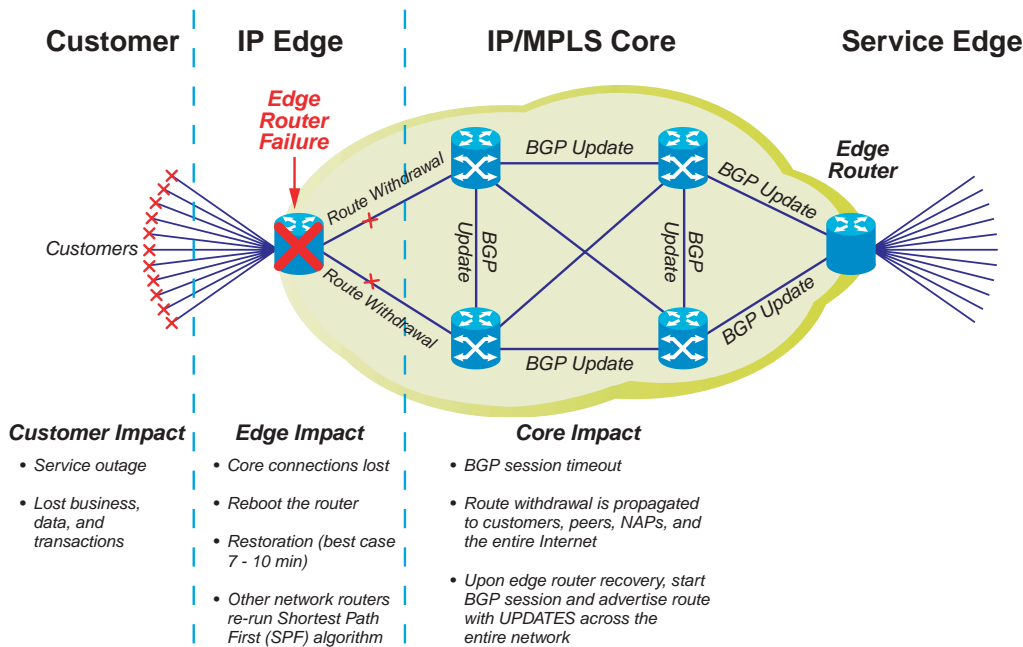 Customer
IP Edge
IP/MPLS Core
Service Edge
Edge
Router
Failure
Edge
Router
Customers
Route Withdrawal
Route Withdrawal
BGP Update
BGP Update
BGP
Update
BGP
Update
BGP Update
BGP Update
Customer Impact
• Service outage
• Lost business,
data, and
transactions
Edge Impact
• Core connections lost
• Reboot the router
• Restoration (best case
7 - 10 min)
• Other network routers
re-run Shortest Path
First (SPF) algorithm
Core Impact
• BGP session timeout
• Route withdrawal is propagated
to customers, peers, NAPs, and
the entire Internet
• Upon edge router recovery, start
BGP session and advertise route
with UPDATES across the
entire network